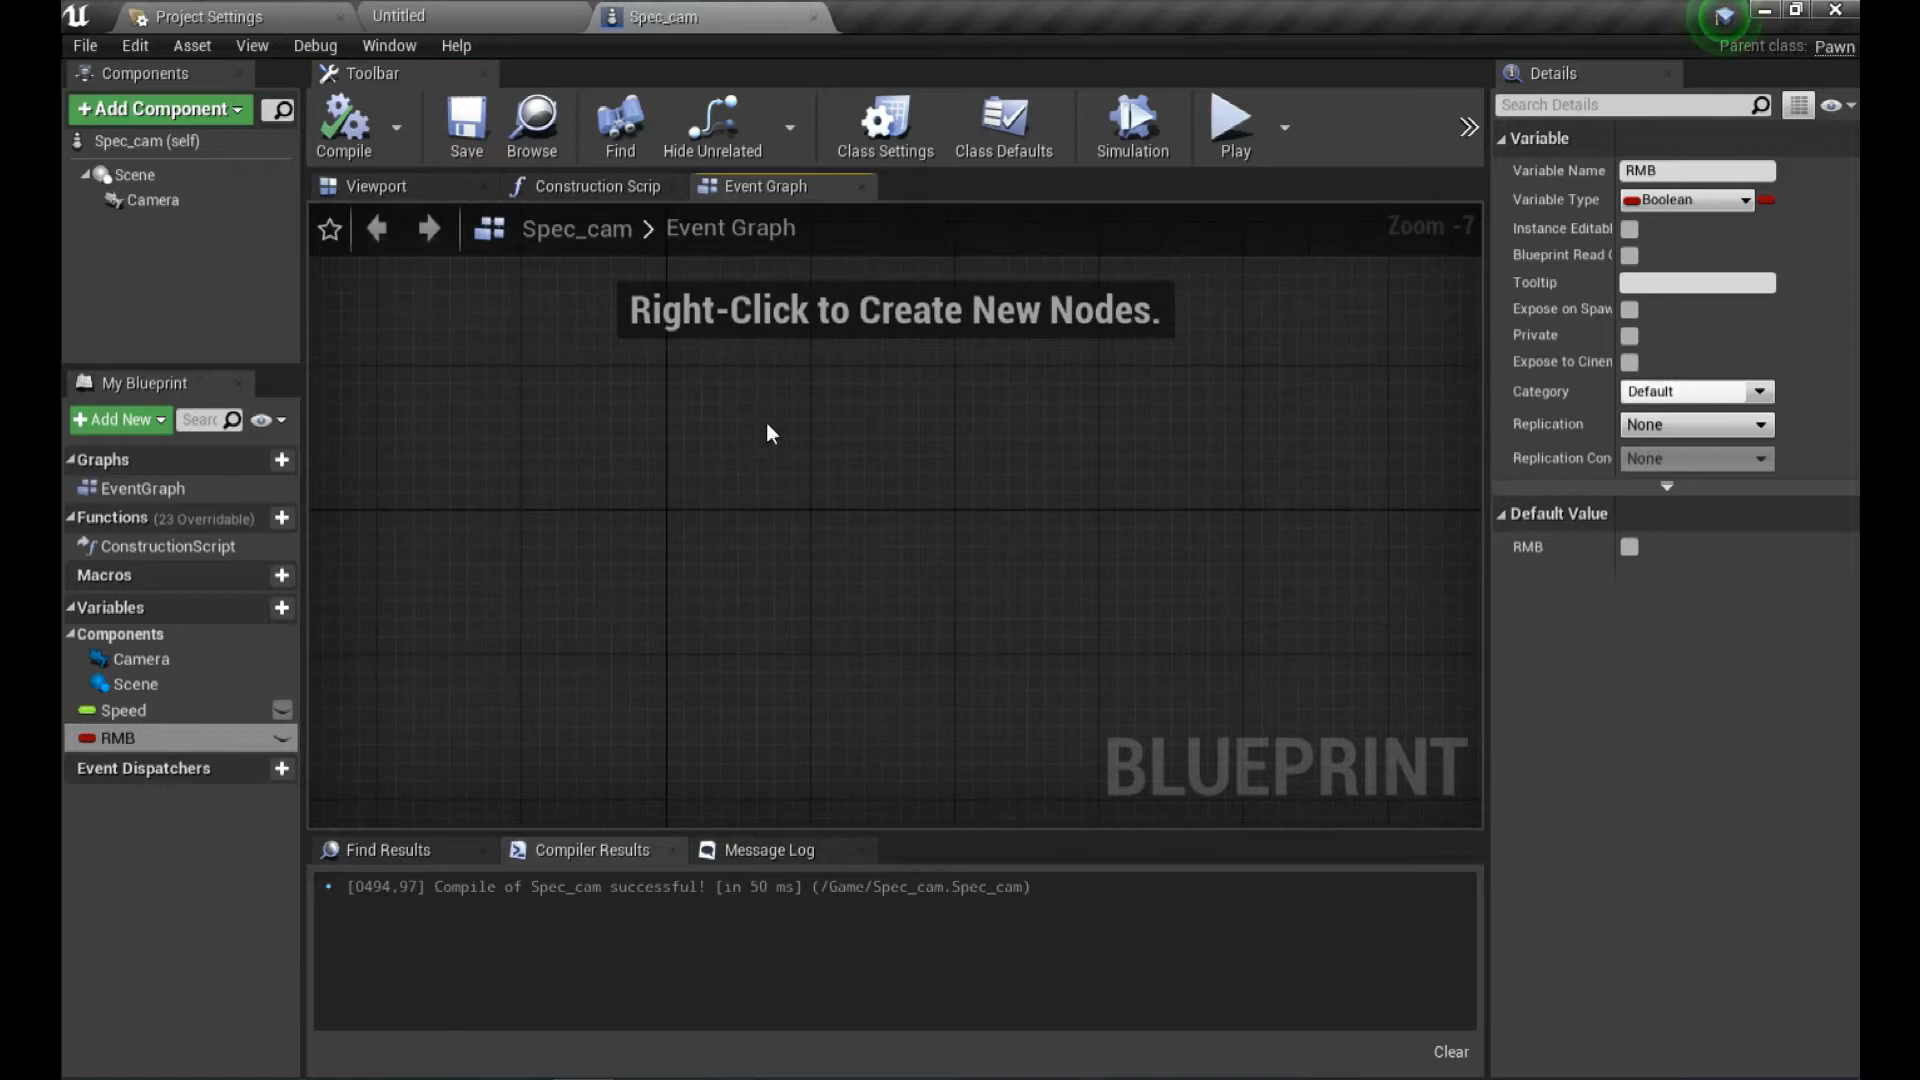 Project Settings
Untitled
Spec_cam
File
Edit
Asset
View
Debug
Window
Help
Parent class: Pawn
Components
Add Component
Spec_cam (self)
Scene
Camera
Toolbar
Compile
Save
Browse
Find
Hide Unrelated
Class Settings
Class Defaults
Simulation
Play
Viewport
Construction Scrip
Event Graph
Spec_cam > Event Graph
Zoom -7
Right-Click to Create New Nodes.
BLUEPRINT
My Blueprint
Add New
Searc
Graphs
EventGraph
Functions (23 Overridable)
ConstructionScript
Macros
Variables
Components
Camera
Scene
Speed
RMB
Event Dispatchers
Find Results
Compiler Results
Message Log
[0494,97] Compile of Spec_cam successful! [in 50 ms] (/Game/Spec_cam.Spec_cam)
Clear
Details
Search Details
Variable
Variable Name RMB
Variable Type Boolean
Instance Editabl
Blueprint Read (
Tooltip
Expose on Spaw
Private
Expose to Cinen
Category Default
Replication None
Replication Con None
Default Value
RMB